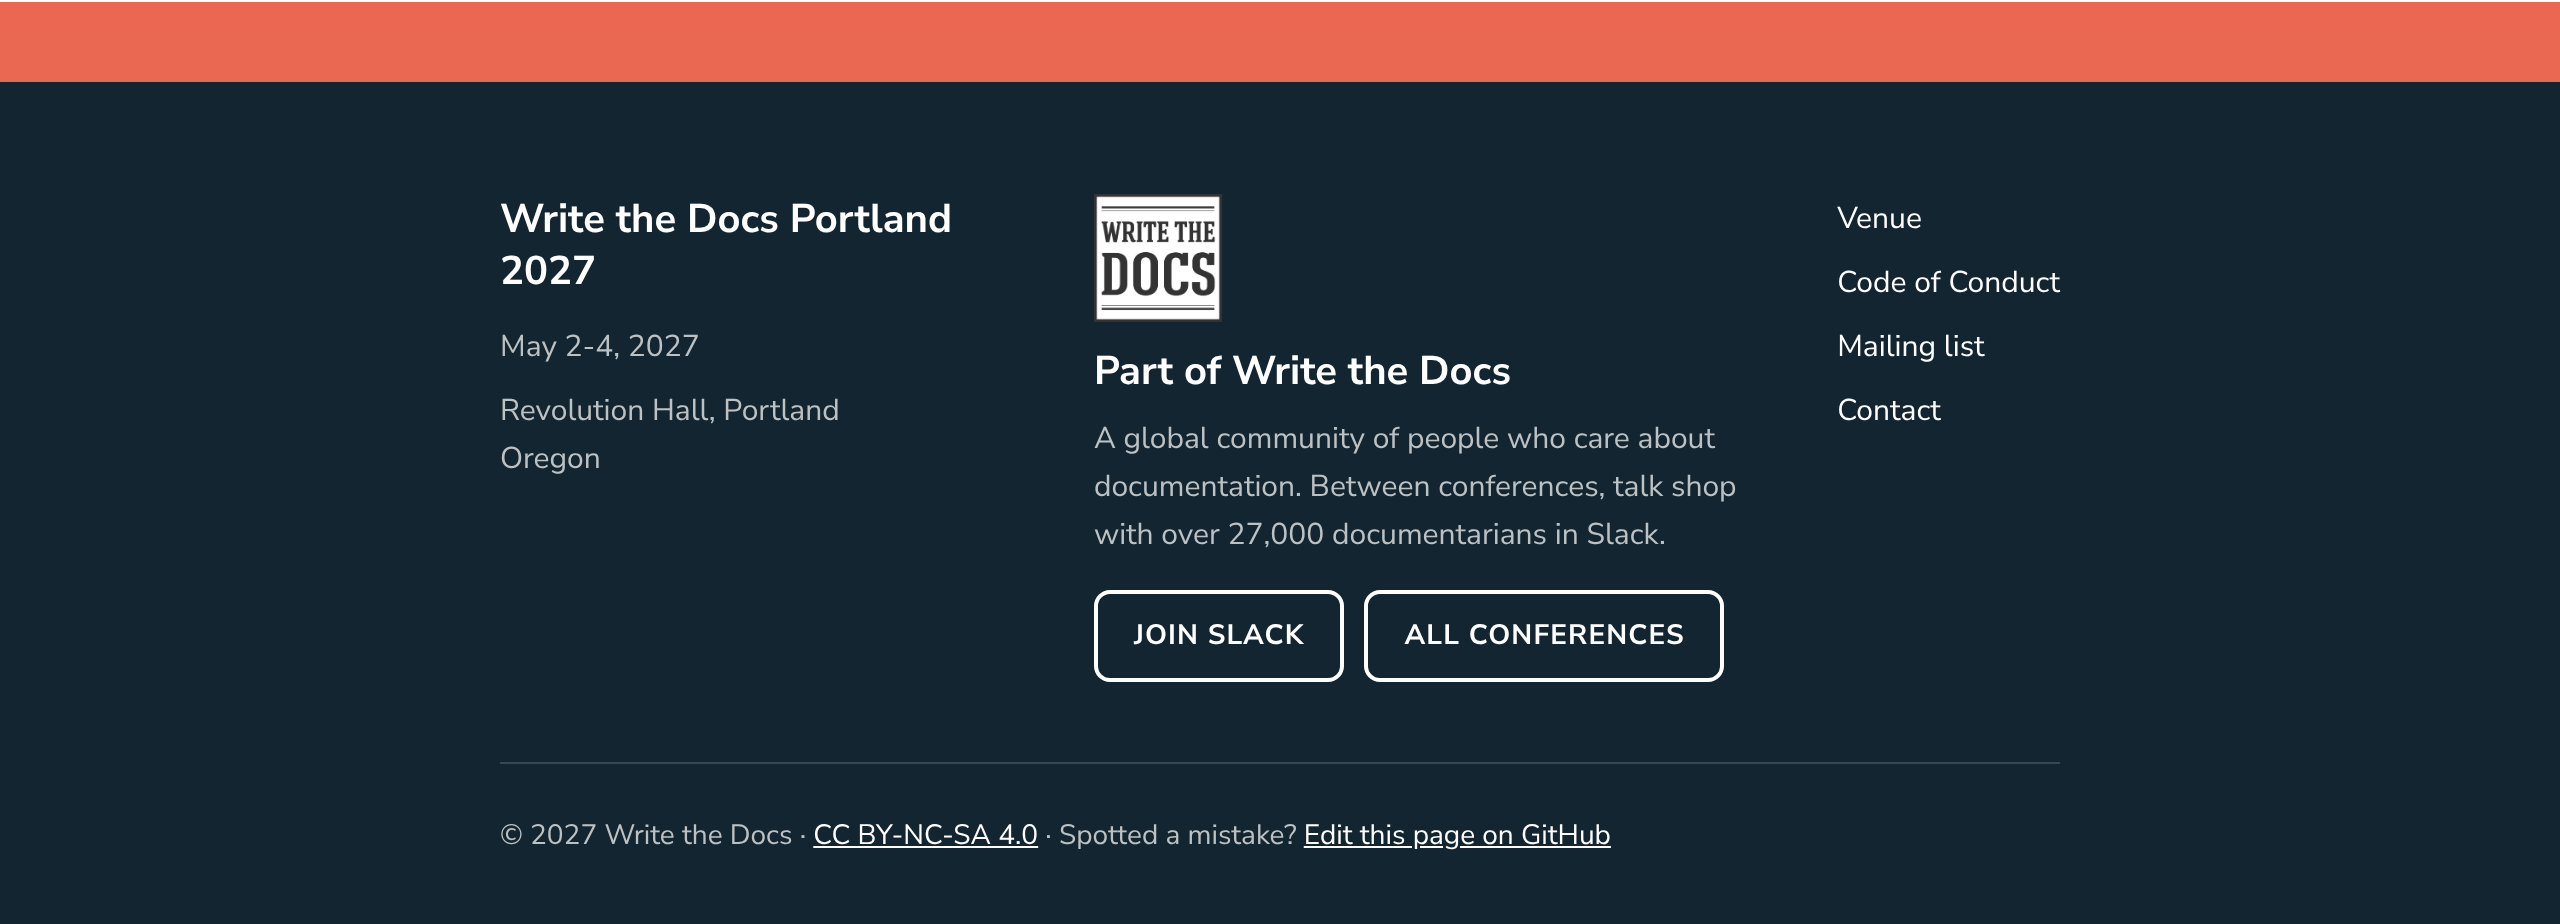 Write the Docs Portland
2027
May 2-4, 2027
Revolution Hall, Portland
Oregon
WRITE THE
DOCS
Part of Write the Docs
A global community of people who care about
documentation. Between conferences, talk shop
with over 27,000 documentarians in Slack.
JOIN SLACK
ALL CONFERENCES
Venue
Code of Conduct
Mailing list
Contact
© 2027 Write the Docs · CC BY-NC-SA 4.0 · Spotted a mistake? Edit this page on GitHub